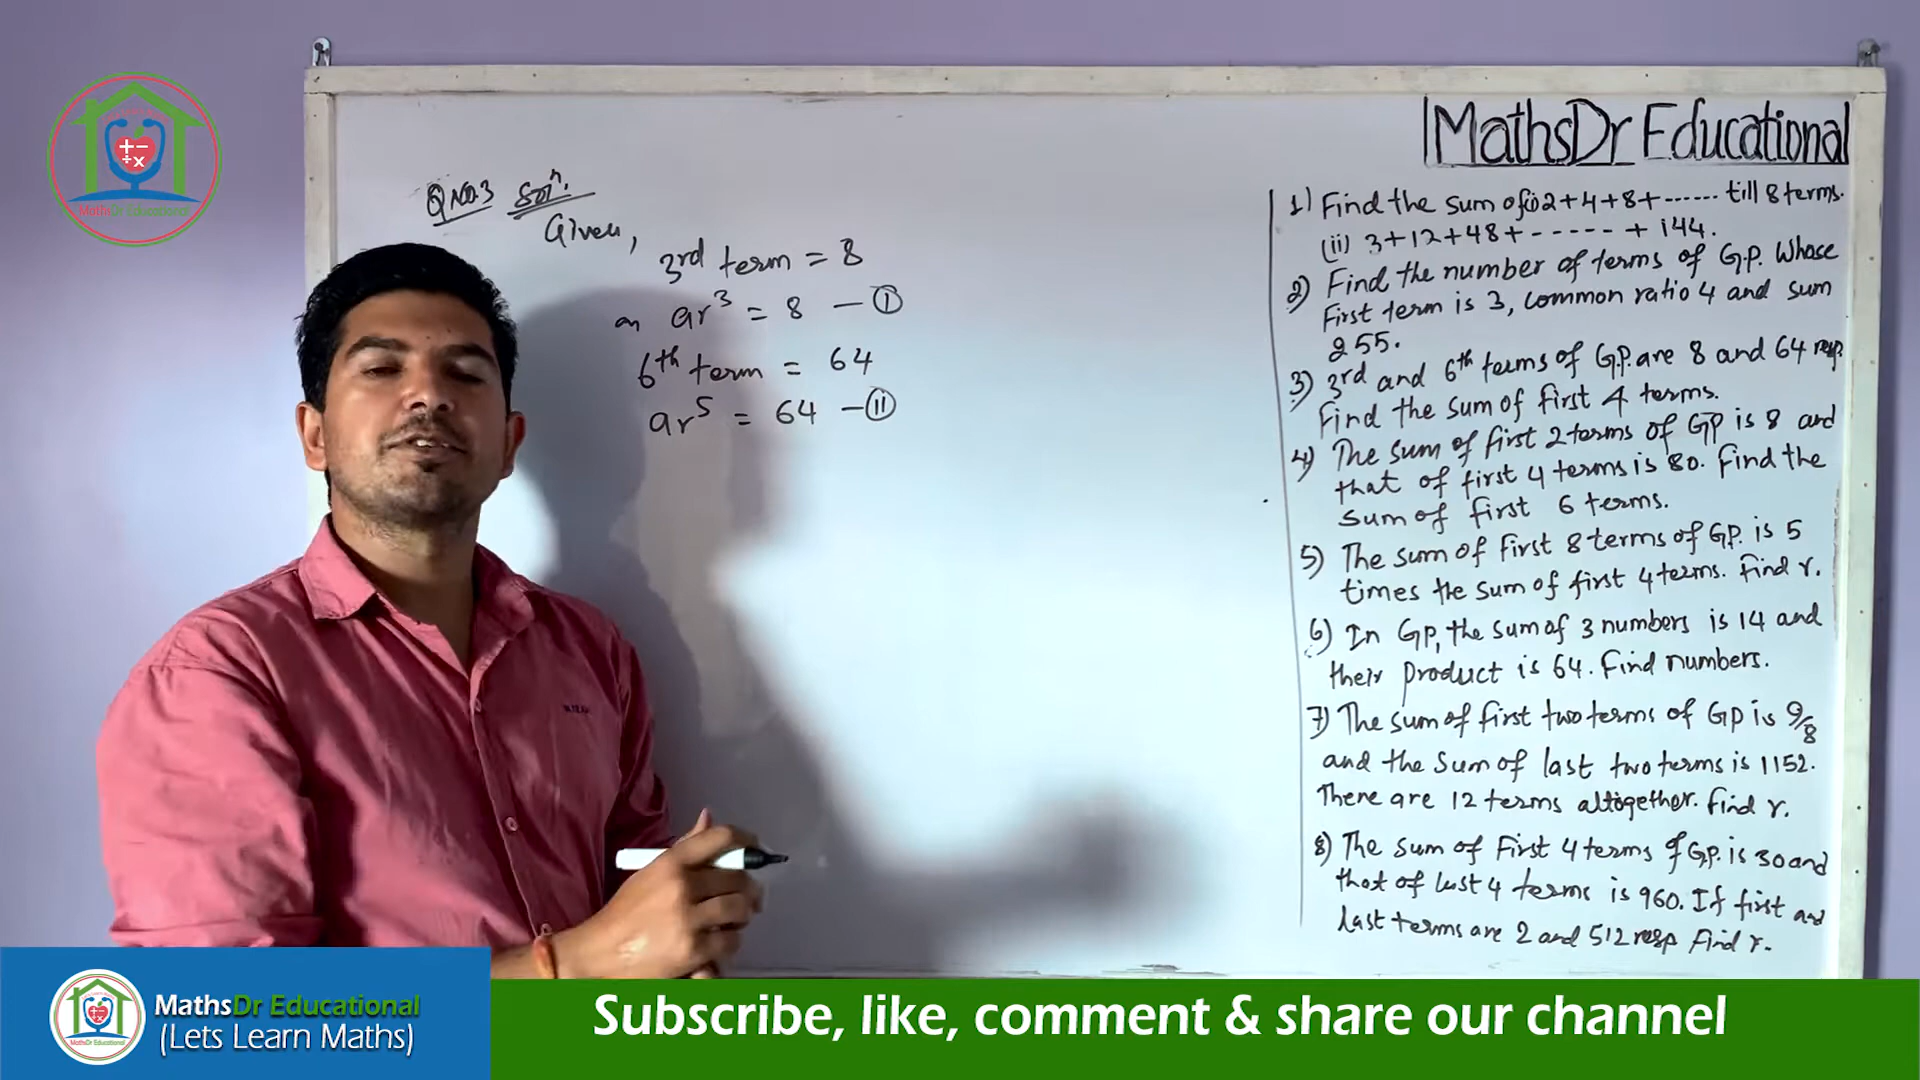 MathsDr Educational
MathsDr Educational
Q No.3 Solⁿ.
Given,
3rd term = 8
or ar³ = 8 — (I)
6th term = 64
ar⁵ = 64 — (II)
1) Find the sum of (i) 2+4+8+ ------ till 8 terms.
(ii) 3+12+48+ ----- + 144.
2) Find the number of terms of G.P. whose
First term is 3, common ratio 4 and sum
255.
3) 3rd and 6th terms of G.P. are 8 and 64 resp.
Find the sum of first 4 terms.
4) The sum of first 2 terms of GP is 8 and
that of first 4 terms is 80. Find the
sum of first 6 terms.
5) The sum of first 8 terms of GP. is 5
times the sum of first 4 terms. Find r.
6) In GP, the sum of 3 numbers is 14 and
their product is 64. Find numbers.
7) The sum of first two terms of GP is 9/8
and the sum of last two terms is 1152.
There are 12 terms altogether. Find r.
8) The sum of First 4 terms of G.P. is 30 and
that of last 4 terms is 960. If first and
last terms are 2 and 512 resp Find r.
MathsDr Educational
(Lets Learn Maths)
Subscribe, like, comment & share our channel